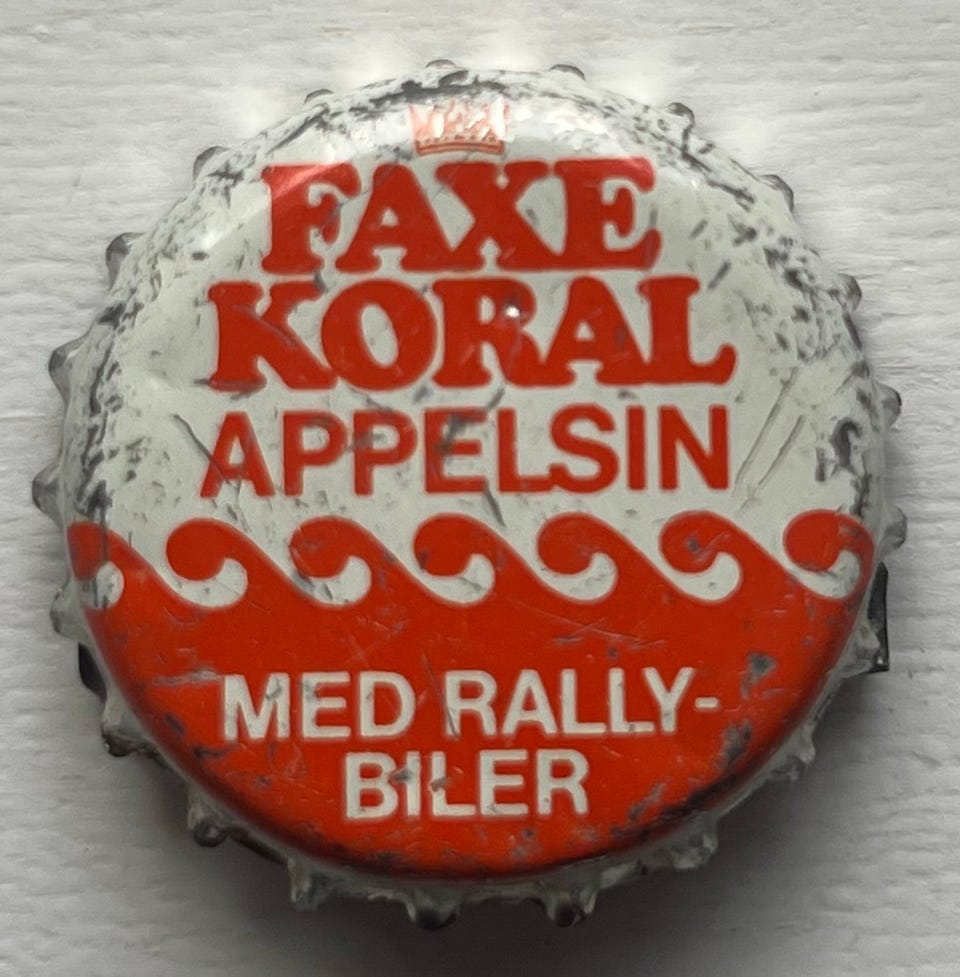 FAXE
KORAL
APPELSIN
MED RALLY-
BILER